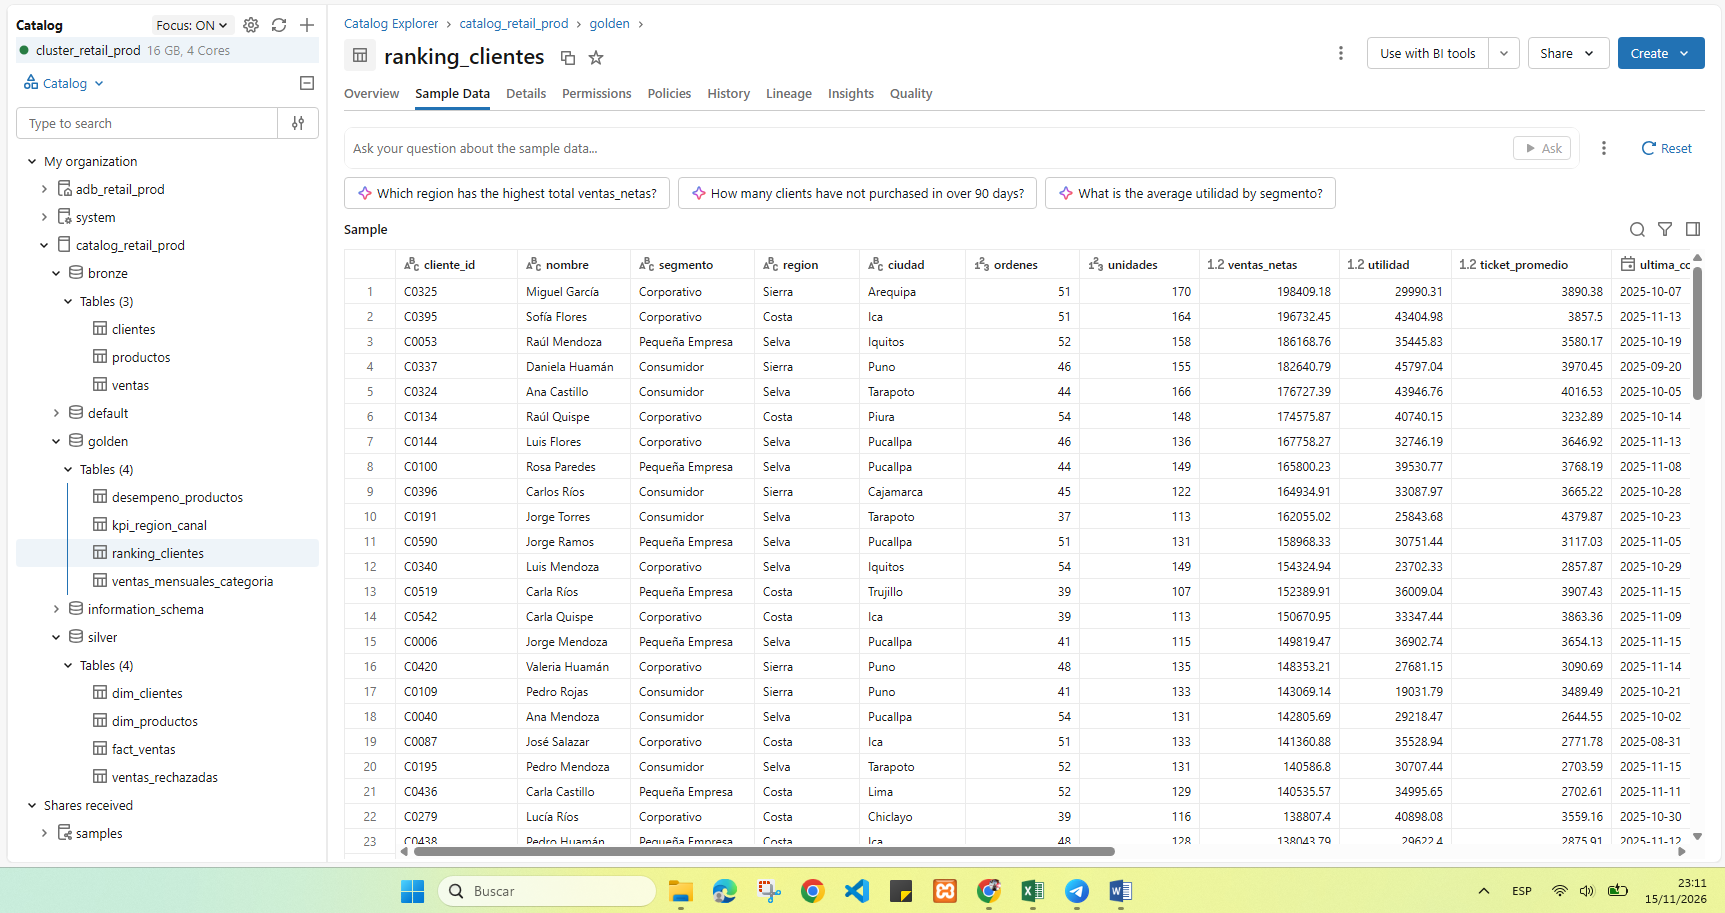 Catalog
Focus: ON
cluster_retail_prod 16 GB, 4 Cores
Catalog
Type to search
My organization
adb_retail_prod
system
catalog_retail_prod
bronze
Tables (3)
clientes
productos
ventas
default
golden
Tables (4)
desempeno_productos
kpi_region_canal
ranking_clientes
ventas_mensuales_categoria
information_schema
silver
Tables (4)
dim_clientes
dim_productos
fact_ventas
ventas_rechazadas
Shares received
samples
Catalog Explorer > catalog_retail_prod > golden >
ranking_clientes
Use with BI tools
Share
Create
Overview Sample Data Details Permissions Policies History Lineage Insights Quality
Ask your question about the sample data...
Ask
Reset
Which region has the highest total ventas_netas?
How many clients have not purchased in over 90 days?
What is the average utilidad by segmento?
Sample
cliente_id nombre segmento region ciudad ordenes unidades 1.2 ventas_netas 1.2 utilidad 1.2 ticket_promedio ultima_co
1 C0325 Miguel García Corporativo Sierra Arequipa 51 170 198409.18 29990.31 3890.38 2025-10-07
2 C0395 Sofía Flores Corporativo Costa Ica 51 164 196732.45 43404.98 3857.5 2025-11-13
3 C0053 Raúl Mendoza Pequeña Empresa Selva Iquitos 52 158 186168.76 35445.83 3580.17 2025-10-19
4 C0337 Daniela Huamán Consumidor Sierra Puno 46 155 182640.79 45797.04 3970.45 2025-09-20
5 C0324 Ana Castillo Consumidor Selva Tarapoto 44 166 176727.39 43946.76 4016.53 2025-10-05
6 C0134 Raúl Quispe Corporativo Costa Piura 54 148 174575.87 40740.15 3232.89 2025-10-14
7 C0144 Luis Flores Corporativo Selva Pucallpa 46 136 167758.27 32746.19 3646.92 2025-11-13
8 C0100 Rosa Paredes Pequeña Empresa Selva Pucallpa 44 149 165800.23 39530.77 3768.19 2025-11-08
9 C0396 Carlos Ríos Consumidor Sierra Cajamarca 45 122 164934.91 33087.97 3665.22 2025-10-28
10 C0191 Jorge Torres Consumidor Selva Tarapoto 37 113 162055.02 25843.68 4379.87 2025-10-23
11 C0590 Jorge Ramos Pequeña Empresa Selva Pucallpa 51 131 158968.33 30751.44 3117.03 2025-11-05
12 C0340 Luis Mendoza Corporativo Selva Iquitos 54 149 154324.94 23702.33 2857.87 2025-10-29
13 C0519 Carla Ríos Pequeña Empresa Costa Trujillo 39 107 152389.91 36009.04 3907.43 2025-11-15
14 C0542 Carla Quispe Corporativo Costa Ica 39 113 150670.95 33347.44 3863.36 2025-11-09
15 C0006 Jorge Mendoza Pequeña Empresa Selva Pucallpa 41 115 149819.47 36902.74 3654.13 2025-11-15
16 C0420 Valeria Huamán Corporativo Sierra Puno 48 135 148353.21 27681.15 3090.69 2025-11-14
17 C0109 Pedro Rojas Consumidor Sierra Puno 41 133 143069.14 19031.79 3489.49 2025-10-21
18 C0040 Ana Mendoza Consumidor Selva Pucallpa 54 131 142805.69 29218.47 2644.55 2025-10-02
19 C0087 José Salazar Corporativo Costa Ica 51 133 141360.88 35528.94 2771.78 2025-08-31
20 C0195 Pedro Mendoza Consumidor Selva Tarapoto 52 131 140586.8 30707.44 2703.59 2025-11-15
21 C0436 Carla Castillo Pequeña Empresa Costa Lima 52 129 140535.57 34995.65 2702.61 2025-11-11
22 C0279 Lucía Ríos Corporativo Costa Chiclayo 39 116 138807.4 40898.08 3559.16 2025-10-30
23 C0438 Pedro Huamán Pequeña Empresa Costa Ica 48 128 138043.79 29622.4 2875.91 2025-11-12
Buscar
ESP
23:11
15/11/2026